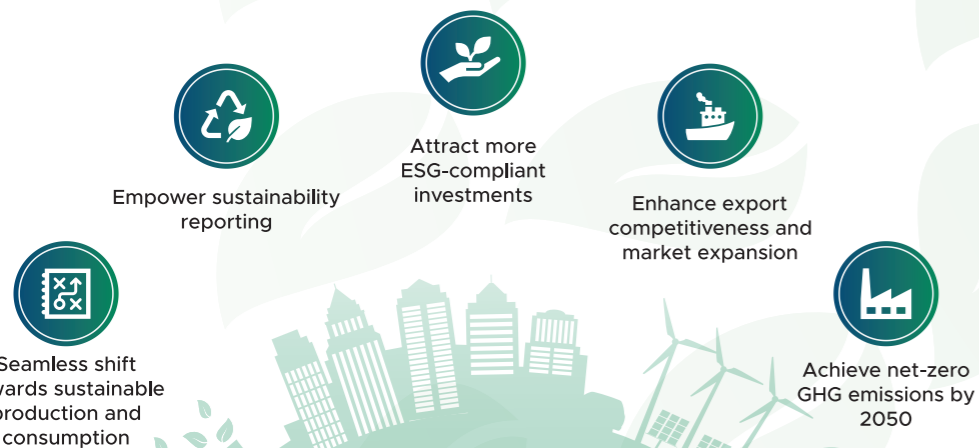 Attract more
ESG-compliant
investments
Empower sustainability
reporting
Enhance export
competitiveness and
market expansion
Seamless shift
wards sustainable
production and
consumption
Achieve net-zero
GHG emissions by
2050